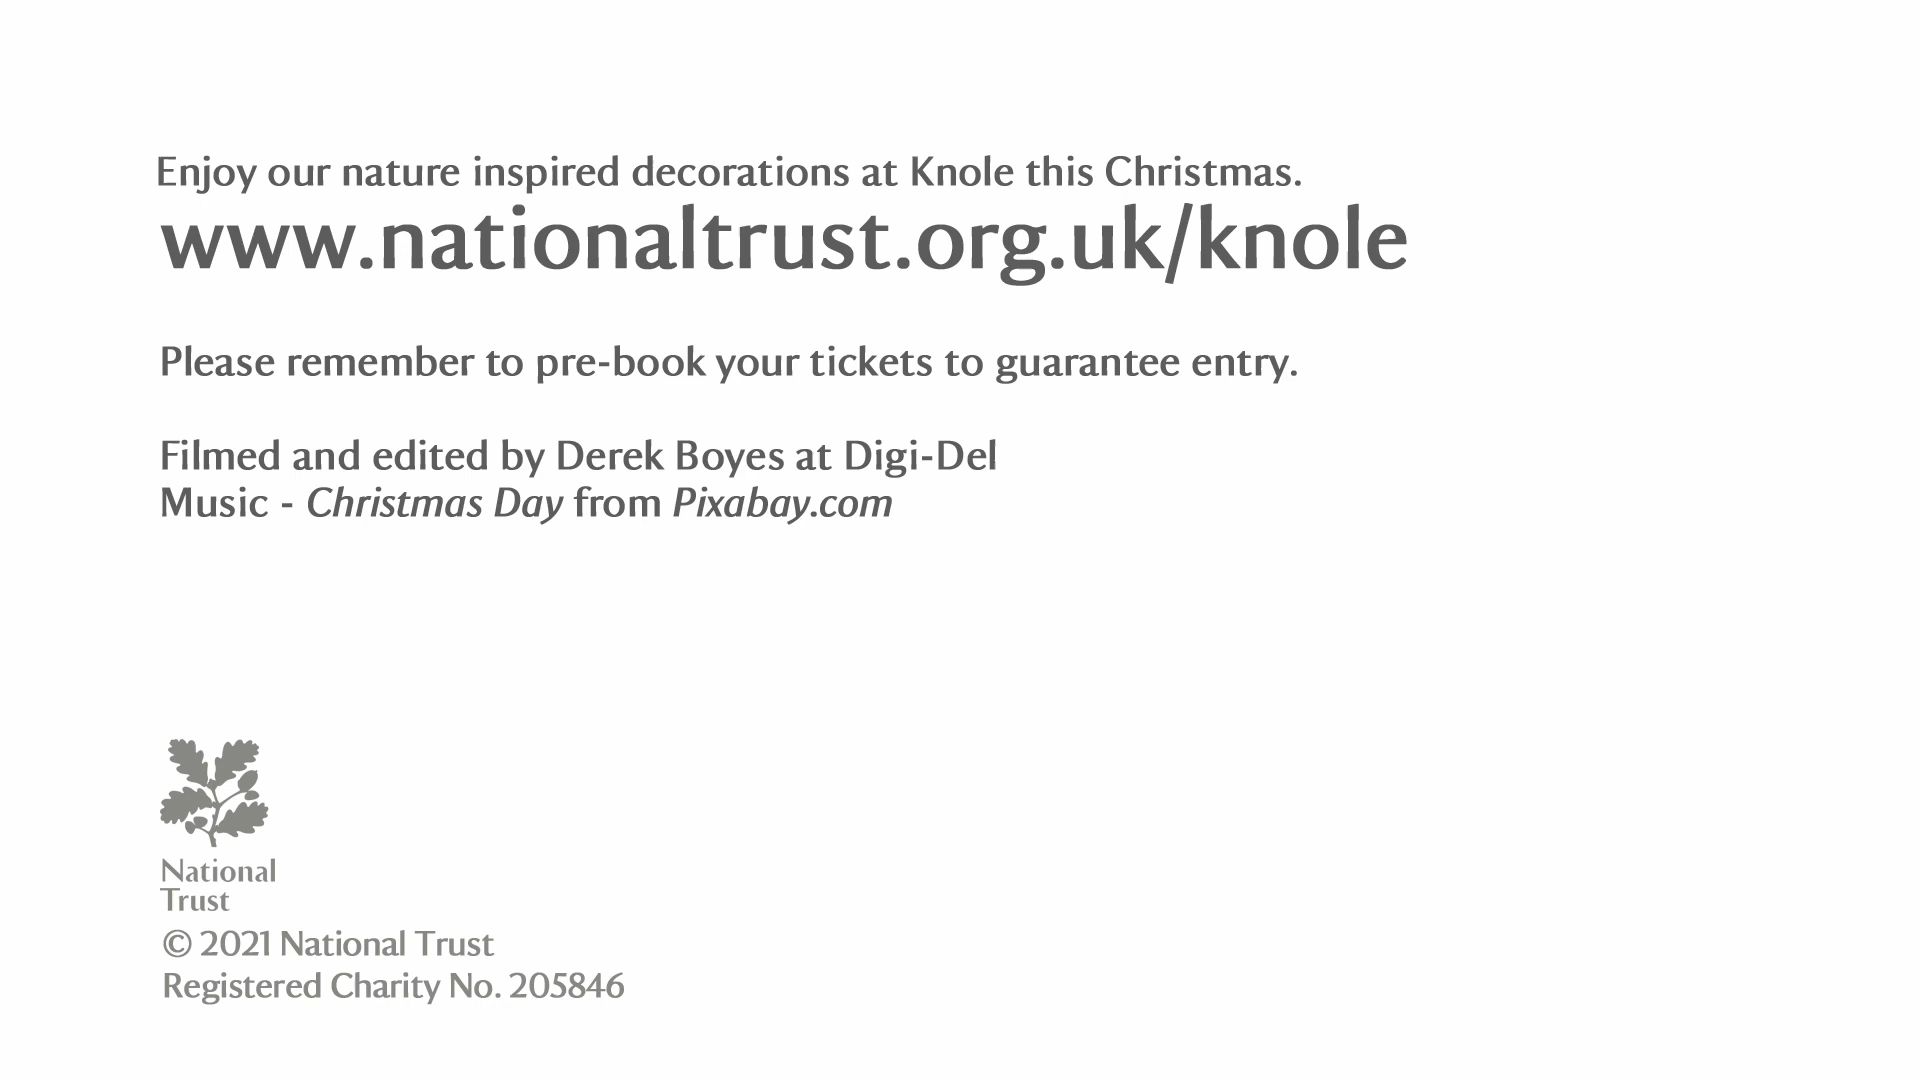 Enjoy our nature inspired decorations at Knole this Christmas.
www.nationaltrust.org.uk/knole
Please remember to pre-book your tickets to guarantee entry.
Filmed and edited by Derek Boyes at Digi-Del
Music - Christmas Day from Pixabay.com
National
Trust
© 2021 National Trust
Registered Charity No. 205846